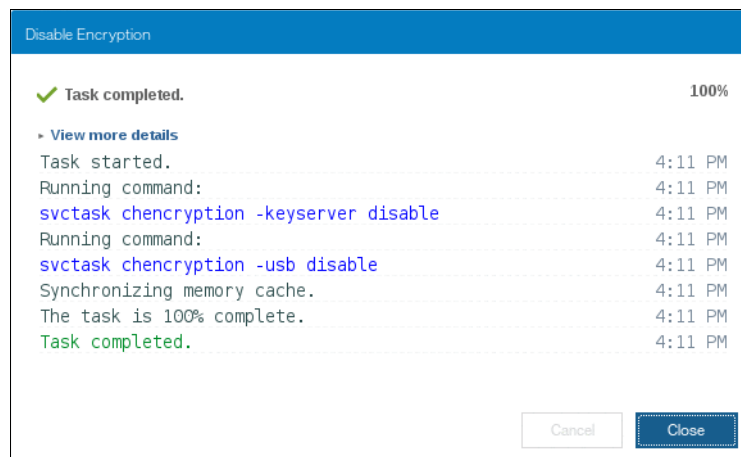 Disable Encryption
Task completed. 100%
View more details
Task started. 4:11 PM
Running command: 4:11 PM
svctask chencryption -keyserver disable 4:11 PM
Running command: 4:11 PM
svctask chencryption -usb disable 4:11 PM
Synchronizing memory cache. 4:11 PM
The task is 100% complete. 4:11 PM
Task completed. 4:11 PM
Cancel Close